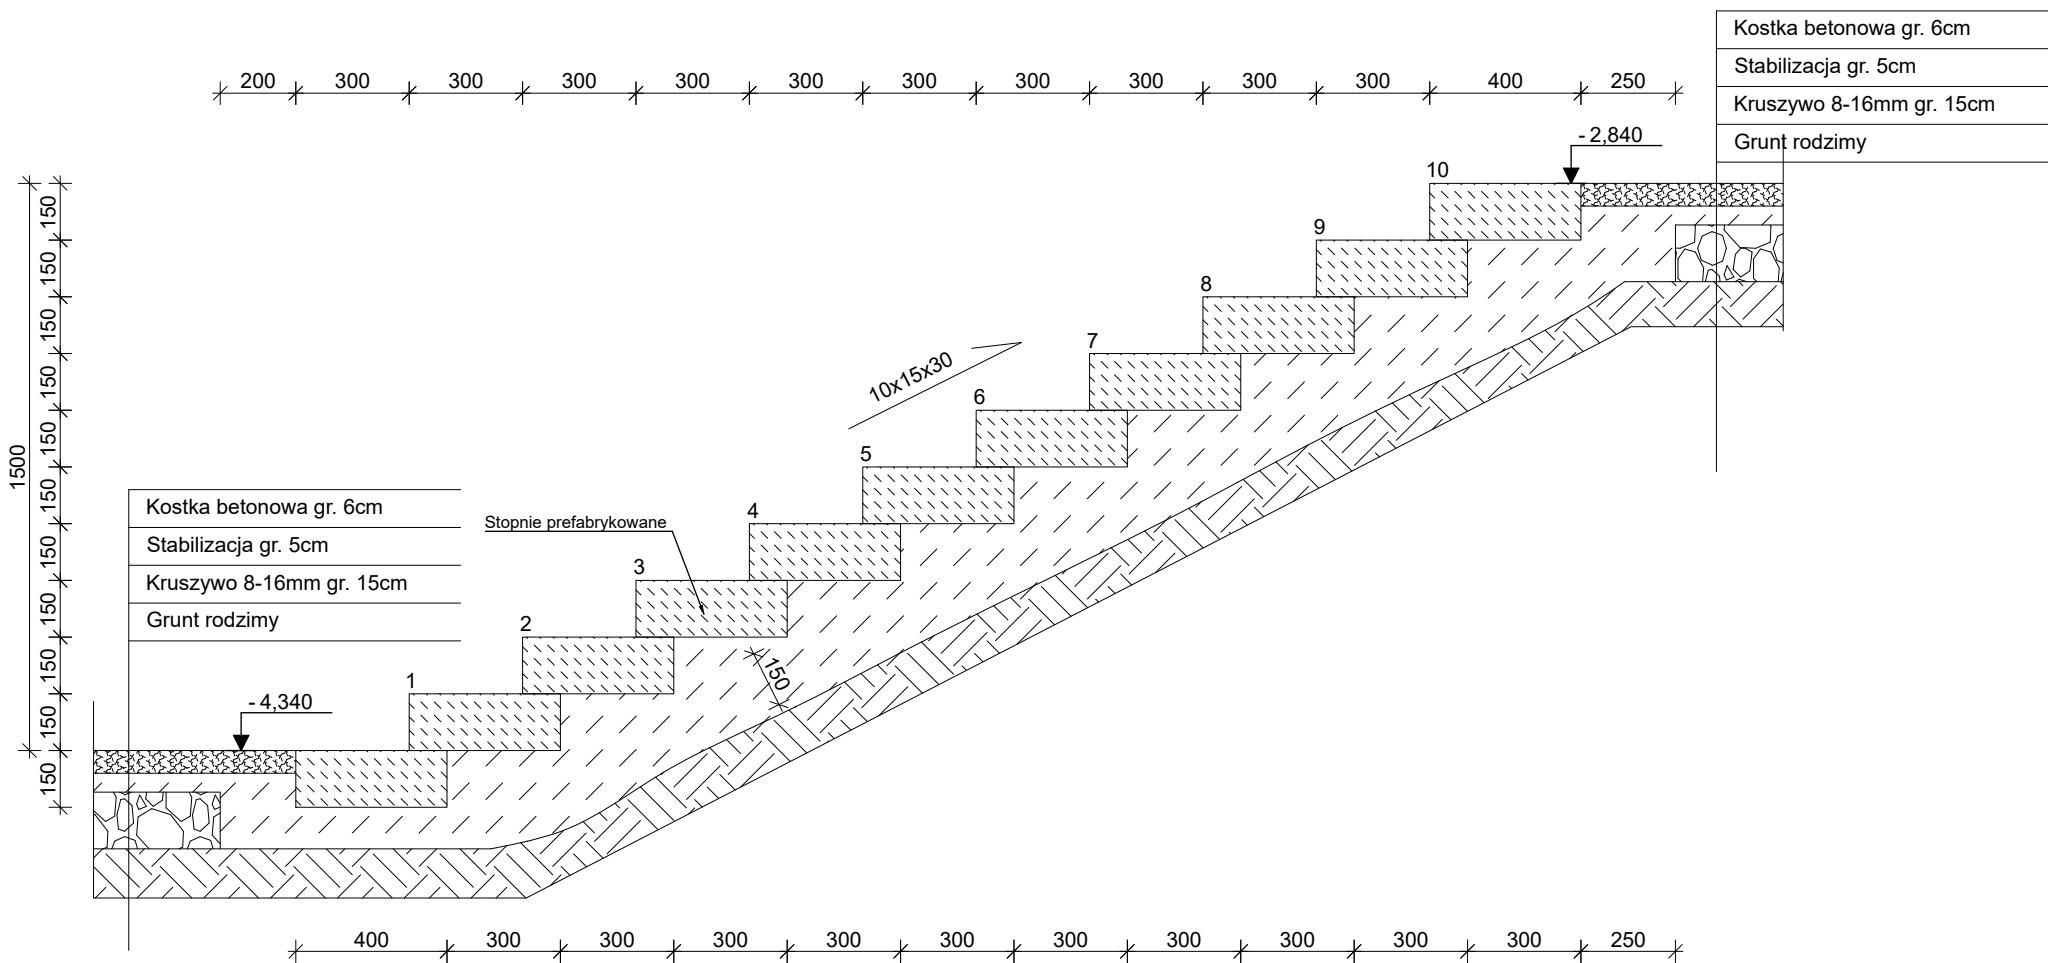 Kostka betonowa gr. 6cm
Stabilizacja gr. 5cm
Kruszywo 8-16mm gr. 15cm
Grunt rodzimy
200 300 300 300 300 300 300 300 300 300 300 400 250
- 2,840
10
9
8
7
10x15x30
6
5
4
3
2
1
150 150 150 150 150 150 150 150 150 150 150
1500
Kostka betonowa gr. 6cm
Stabilizacja gr. 5cm
Kruszywo 8-16mm gr. 15cm
Grunt rodzimy
Stopnie prefabrykowane
150
- 4,340
400 300 300 300 300 300 300 300 300 300 300 250